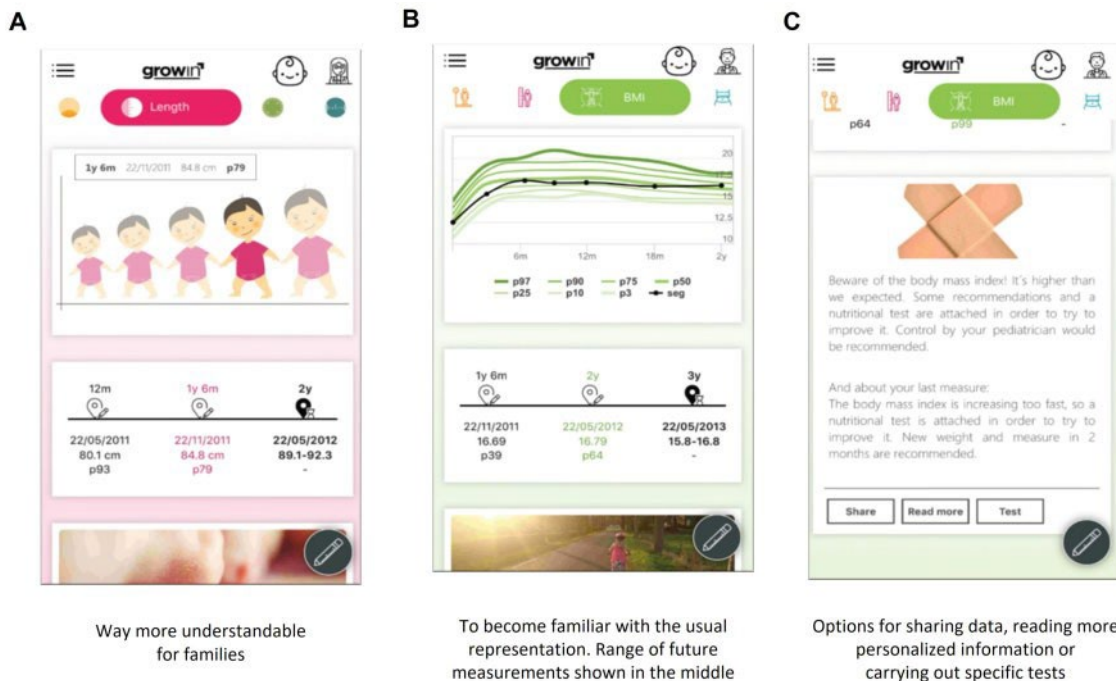 A
B
C
growin
Length
1y 6m 22/11/2011 84.8 cm p79
12m 1y 6m 2y
22/05/2011 22/11/2011 22/05/2012
80.1 cm 84.8 cm 89.1-92.3
p93 p79 -
Way more understandable
for families
growin
BMI
20
17.5
15
12.5
10
6m 12m 18m 2y
p97 p90 p75 p50
p25 p10 p3 seg
1y 6m 2y 3y
22/11/2011 22/05/2012 22/05/2013
16.69 16.79 15.8-16.8
p39 p64 -
To become familiar with the usual
representation. Range of future
measurements shown in the middle
growin
BMI
p64 p99 -
Beware of the body mass index! It's higher than
we expected. Some recommendations and a
nutritional test are attached in order to try to
improve it. Control by your pediatrician would
be recommended.
And about your last measure:
The body mass index is increasing too fast, so a
nutritional test is attached in order to try to
improve it. New weight and measure in 2
months are recommended.
Share Read more Test
Options for sharing data, reading more
personalized information or
carrying out specific tests